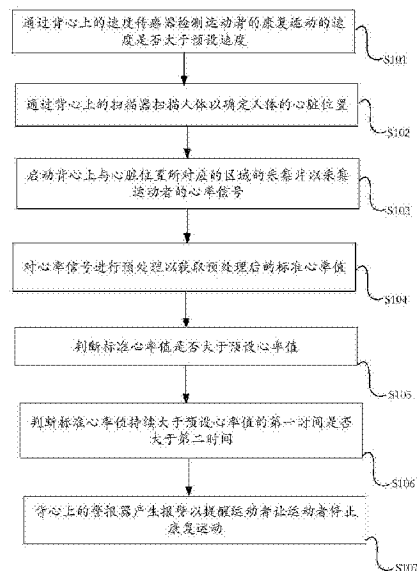 通过背心上的速度传感器检测运动者的康复运动的速
度是否大于预设速度
S101
通过背心上的扫描器扫描人体以确定人体的心脏位置
S102
启动背心上与心脏位置所对应的区域的采集片以采集
运动者的心率信号
S103
对心率信号进行预处理以获取预处理后的标准心率值
S104
判断标准心率值是否大于预设心率值
S105
判断标准心率值持续大于预设心率值的第一时间是否
大于第二时间
S106
背心上的警报器产生报警以提醒运动者让运动者停止
康复运动
S107